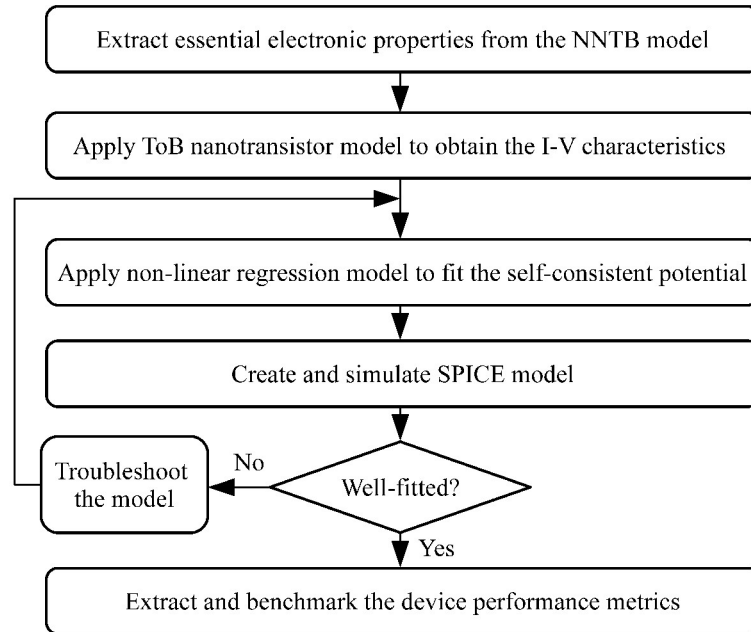 Extract essential electronic properties from the NNTB model
Apply ToB nanotransistor model to obtain the I-V characteristics
Apply non-linear regression model to fit the self-consistent potential
Create and simulate SPICE model
Troubleshoot
the model
No
Well-fitted?
Yes
Extract and benchmark the device performance metrics